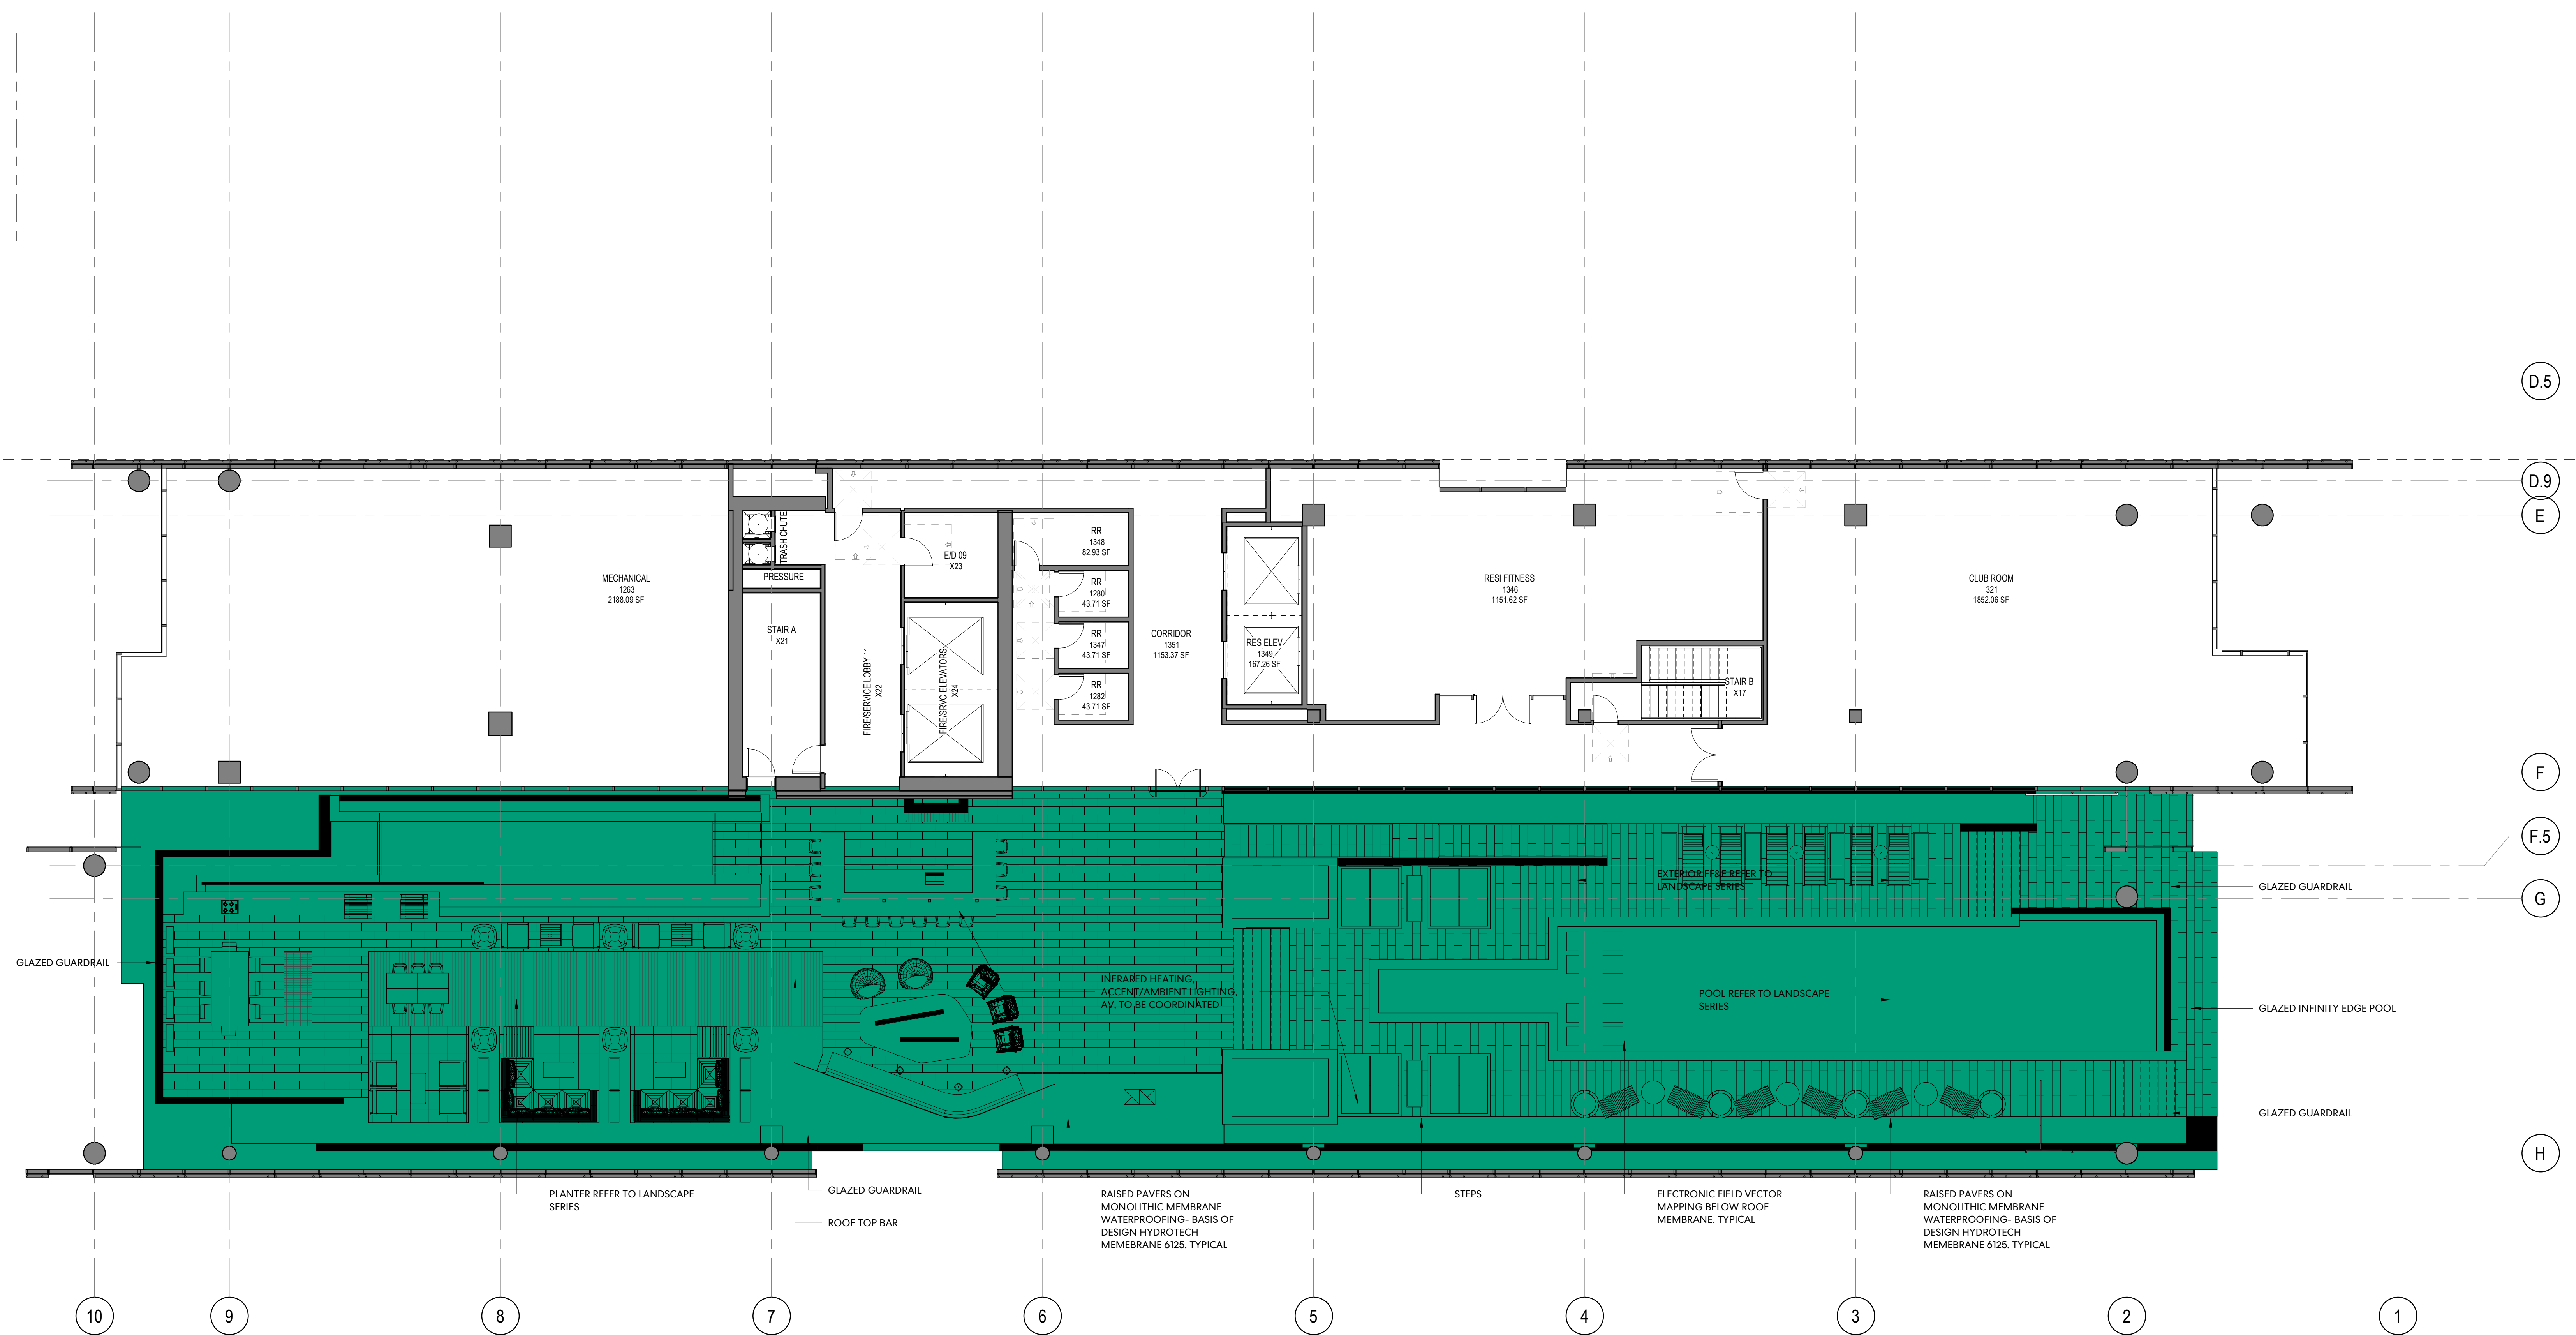 D.5
D.9
E
TRASH CHUTE
E/D 09
X23
RR
1348
82.93 SF
MECHANICAL
1263
2188.09 SF
PRESSURE
RR
1280
43.71 SF
RESI FITNESS
1346
1151.62 SF
CLUB ROOM
321
1852.06 SF
STAIR A
X21
RR
1347
43.71 SF
CORRIDOR
1351
1153.37 SF
RES ELEV.
1349
167.26 SF
FIRE/SERVICE LOBBY 11
X22
FIRE/SRVC ELEVATORS
X24
RR
1282
43.71 SF
STAIR B
X17
F
F.5
EXTERIOR FF&E REFER TO
LANDSCAPE SERIES
GLAZED GUARDRAIL
G
GLAZED GUARDRAIL
INFRARED HEATING,
ACCENT/AMBIENT LIGHTING,
AV, TO BE COORDINATED
POOL REFER TO LANDSCAPE
SERIES
GLAZED INFINITY EDGE POOL
GLAZED GUARDRAIL
H
PLANTER REFER TO LANDSCAPE
SERIES
GLAZED GUARDRAIL
ROOF TOP BAR
RAISED PAVERS ON
MONOLITHIC MEMBRANE
WATERPROOFING- BASIS OF
DESIGN HYDROTECH
MEMEBRANE 6125. TYPICAL
STEPS
ELECTRONIC FIELD VECTOR
MAPPING BELOW ROOF
MEMBRANE. TYPICAL
RAISED PAVERS ON
MONOLITHIC MEMBRANE
WATERPROOFING- BASIS OF
DESIGN HYDROTECH
MEMEBRANE 6125. TYPICAL
10
9
8
7
6
5
4
3
2
1